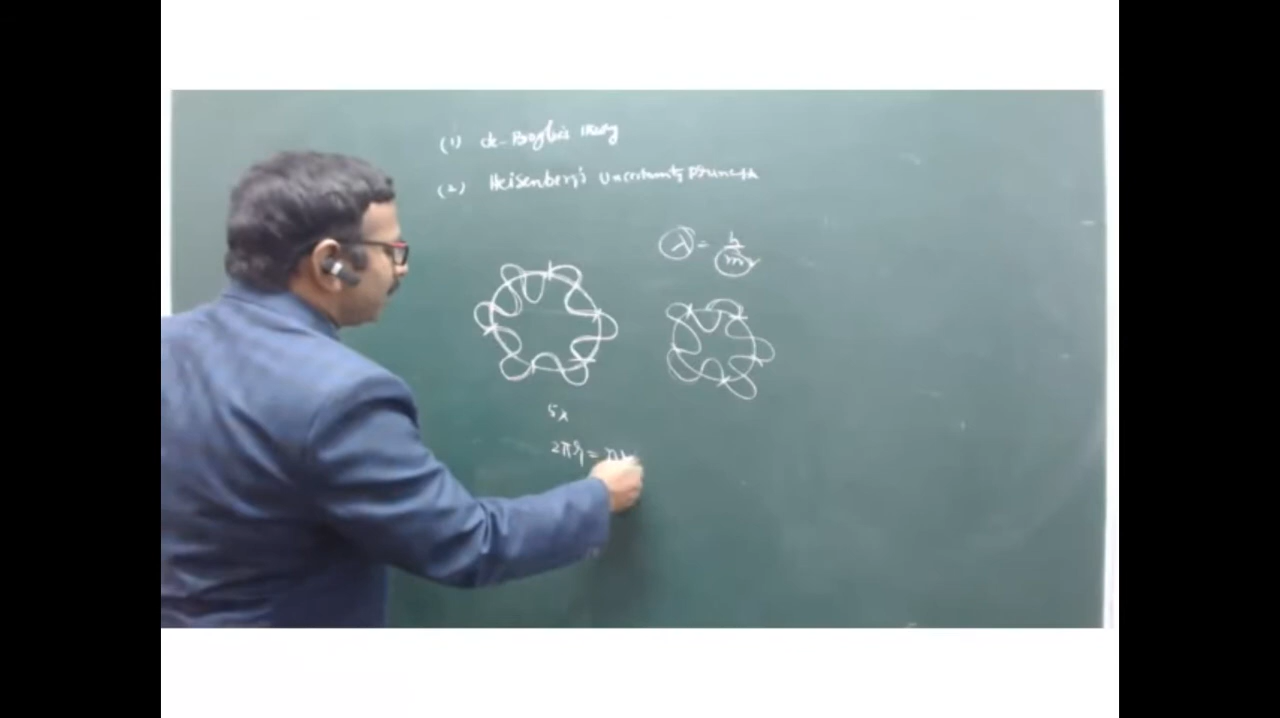 (1) de-Broglie's theory
(2) Heisenberg's Uncertainty Principle
λ = h/mv
5λ
2πr = nλ